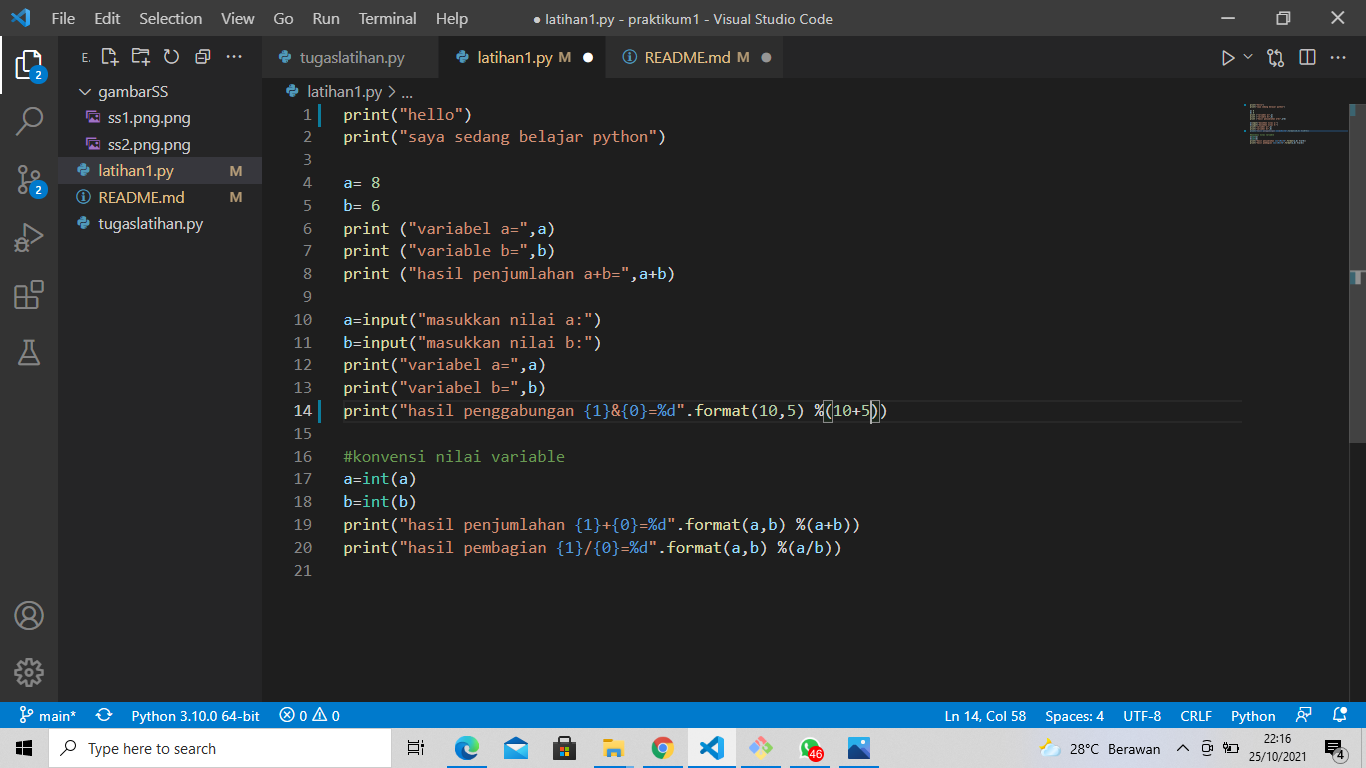 File Edit Selection View Go Run Terminal Help ● latihan1.py - praktikum1 - Visual Studio Code
E.
tugaslatihan.py latihan1.py M README.md M
gambarSS
ss1.png.png
ss2.png.png
latihan1.py M
README.md M
tugaslatihan.py
2
2
latihan1.py > ...
1 print("hello")
2 print("saya sedang belajar python")
3
4 a= 8
5 b= 6
6 print ("variabel a=",a)
7 print ("variable b=",b)
8 print ("hasil penjumlahan a+b=",a+b)
9
10 a=input("masukkan nilai a:")
11 b=input("masukkan nilai b:")
12 print("variabel a=",a)
13 print("variabel b=",b)
14 print("hasil penggabungan {1}&{0}=%d".format(10,5) %(10+5))
15
16 #konvensi nilai variable
17 a=int(a)
18 b=int(b)
19 print("hasil penjumlahan {1}+{0}=%d".format(a,b) %(a+b))
20 print("hasil pembagian {1}/{0}=%d".format(a,b) %(a/b))
21
main* Python 3.10.0 64-bit 0 0 Ln 14, Col 58 Spaces: 4 UTF-8 CRLF Python
Type here to search 46 28°C Berawan 22:16
25/10/2021 4